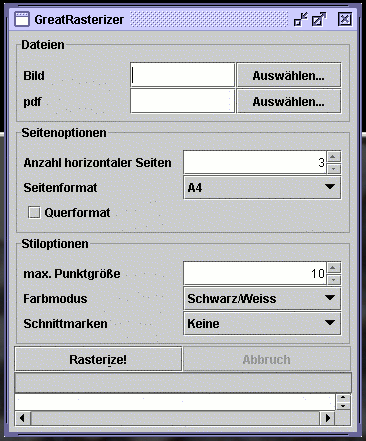 GreatRasterizer
Dateien
Bild Auswählen...
pdf Auswählen...
Seitenoptionen
Anzahl horizontaler Seiten 3
Seitenformat A4
Querformat
Stiloptionen
max. Punktgröße 10
Farbmodus Schwarz/Weiss
Schnittmarken Keine
Rasterize! Abbruch